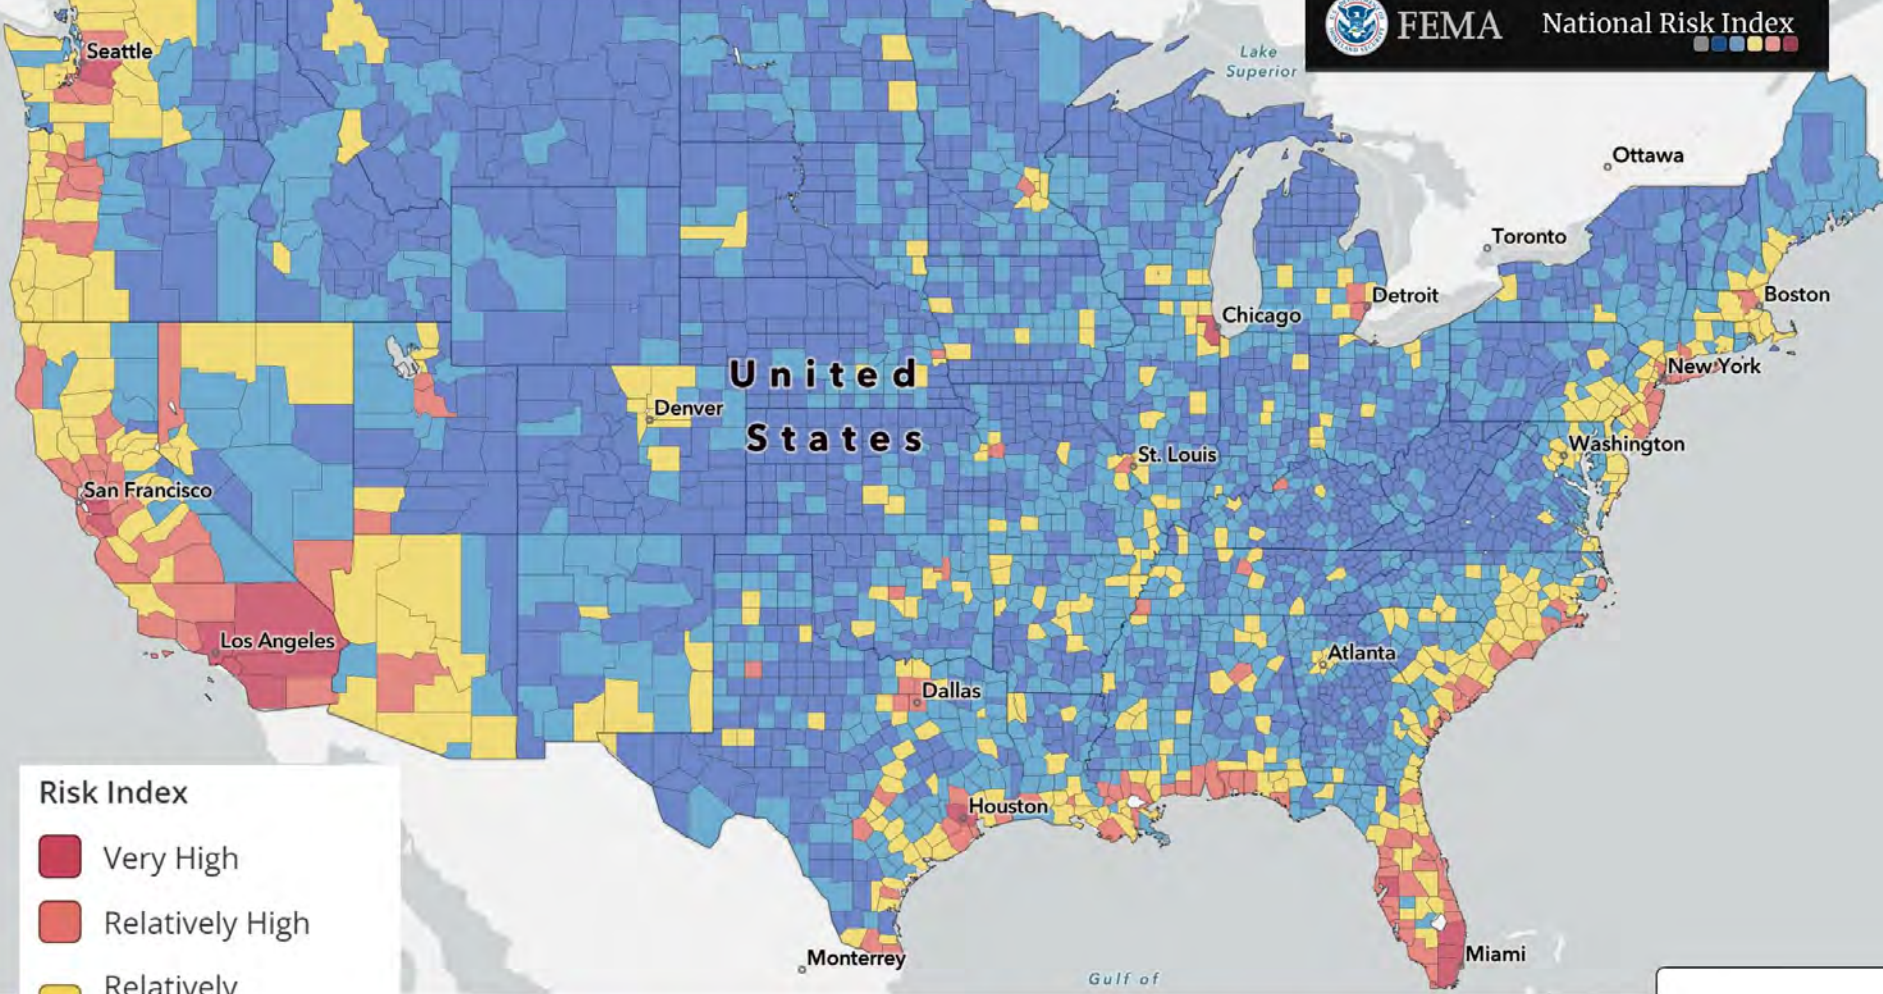 FEMA
National Risk Index
Seattle
Lake
Superior
Ottawa
Toronto
Detroit
Boston
Chicago
New York
United
States
Denver
Washington
St. Louis
San Francisco
Los Angeles
Atlanta
Dallas
Houston
Miami
Monterrey
Gulf of
Risk Index
Very High
Relatively High
Relatively